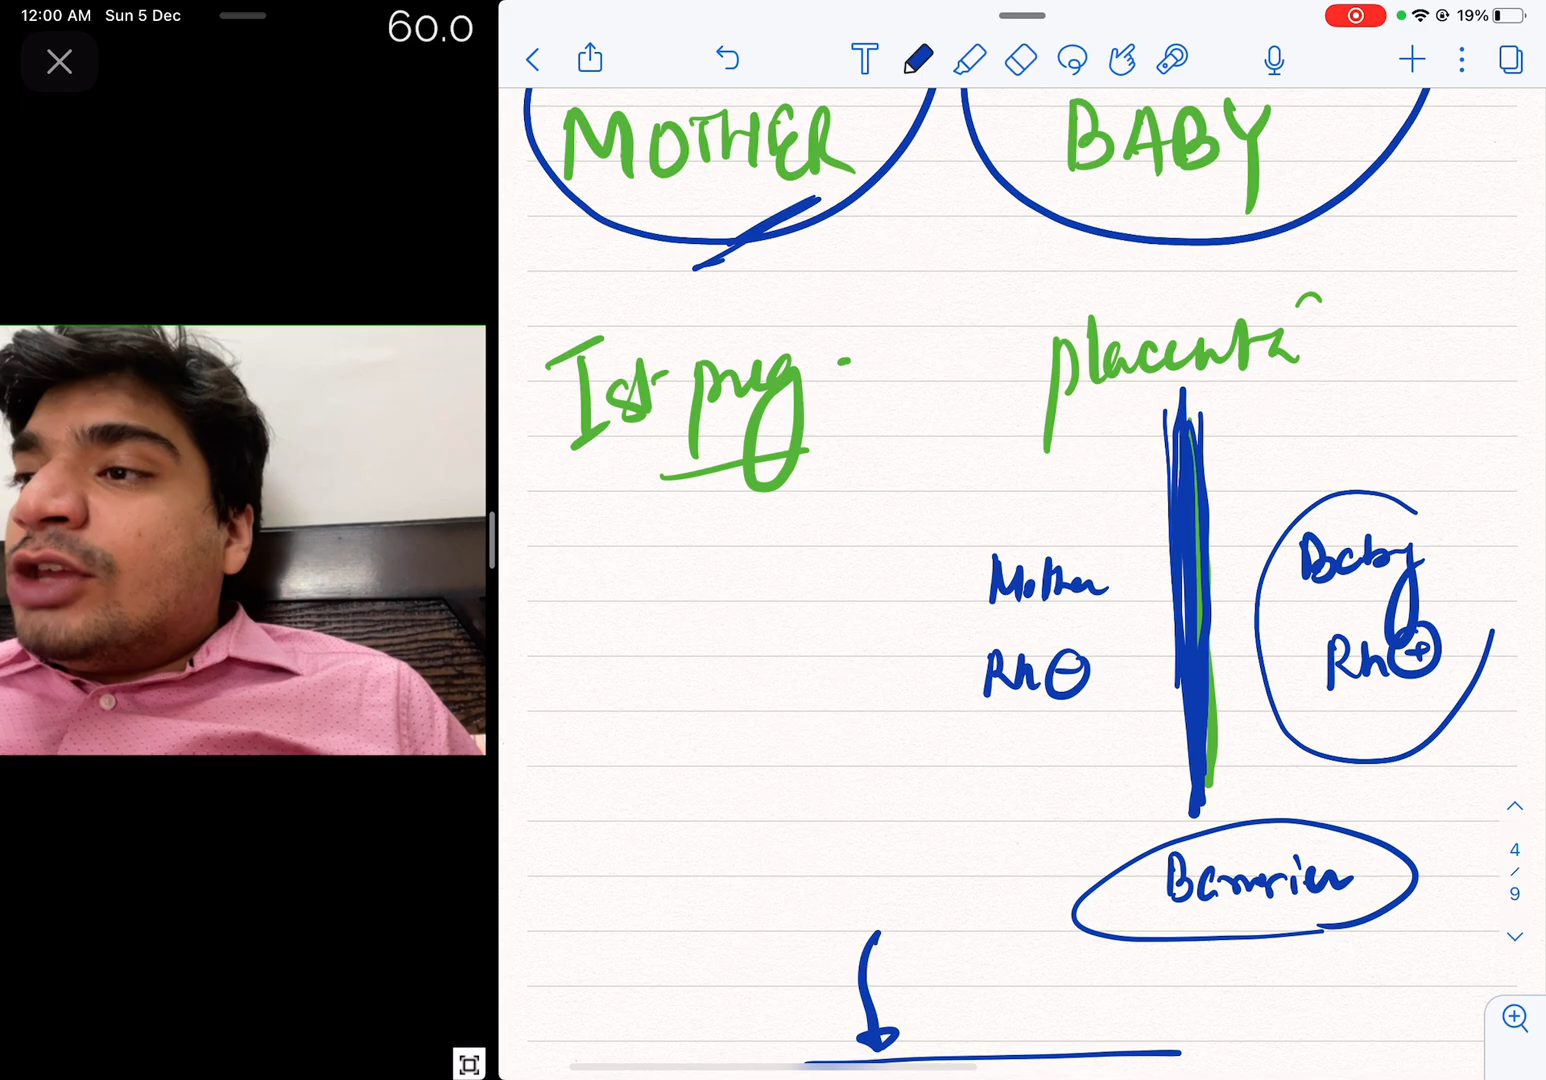 12:00 AM Sun 5 Dec
60.0
19%
T
MOTHER BABY
Ist preg.
placenta
Mother
Rh ⊖
Baby
Rh ⊕
Barrier
4
/
9